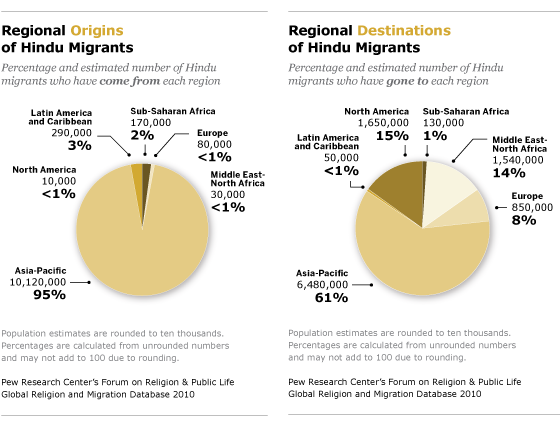 Regional Origins
of Hindu Migrants
Percentage and estimated number of Hindu
migrants who have come from each region
Latin America
and Caribbean
290,000
3%
Sub-Saharan Africa
170,000
2%
Europe
80,000
<1%
North America
10,000
<1%
Middle East-
North Africa
30,000
<1%
Asia-Pacific
10,120,000
95%
Population estimates are rounded to ten thousands.
Percentages are calculated from unrounded numbers
and may not add to 100 due to rounding.
Pew Research Center's Forum on Religion & Public Life
Global Religion and Migration Database 2010
Regional Destinations
of Hindu Migrants
Percentage and estimated number of Hindu
migrants who have gone to each region
North America
1,650,000
15%
Sub-Saharan Africa
130,000
1%
Latin America
and Caribbean
50,000
<1%
Middle East-
North Africa
1,540,000
14%
Europe
850,000
8%
Asia-Pacific
6,480,000
61%
Population estimates are rounded to ten thousands.
Percentages are calculated from unrounded numbers
and may not add to 100 due to rounding.
Pew Research Center's Forum on Religion & Public Life
Global Religion and Migration Database 2010